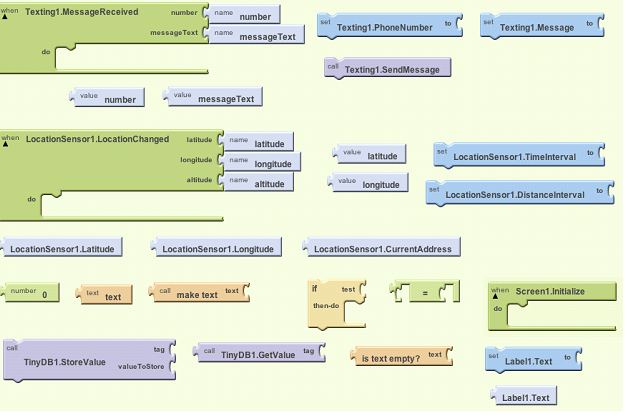 when Texting1.MessageReceived number name number
messageText name messageText
do
set Texting1.PhoneNumber to
set Texting1.Message to
call Texting1.SendMessage
value number
value messageText
when LocationSensor1.LocationChanged latitude name latitude
longitude name longitude
altitude name altitude
do
value latitude
value longitude
set LocationSensor1.TimeInterval to
set LocationSensor1.DistanceInterval to
LocationSensor1.Latitude
LocationSensor1.Longitude
LocationSensor1.CurrentAddress
number 0
text text
call make text text
if test
then-do
=
when Screen1.Initialize
do
call TinyDB1.StoreValue tag
valueToStore
call TinyDB1.GetValue tag
is text empty? text
set Label1.Text to
Label1.Text